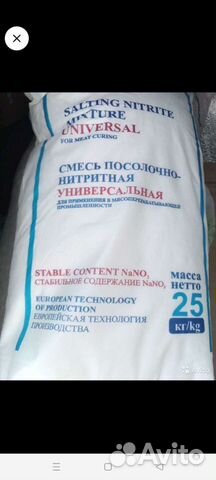 SALTING NITRITE
MIXTURE
UNIVERSAL
FOR MEAT CURING
СМЕСЬ ПОСОЛОЧНО-
НИТРИТНАЯ
УНИВЕРСАЛЬНАЯ
ДЛЯ ПРИМЕНЕНИЯ В МЯСОПЕРЕРАБАТЫВАЮЩЕЙ
ПРОМЫШЛЕННОСТИ
STABLE CONTENT NaNO₂
СТАБИЛЬНОЕ СОДЕРЖАНИЕ NaNO₂
EUROPEAN TECHNOLOGY
OF PRODUCTION
ЕВРОПЕЙСКАЯ ТЕХНОЛОГИЯ
ПРОИЗВОДСТВА
масса
нетто
25
кг/kg
Avito
Avito